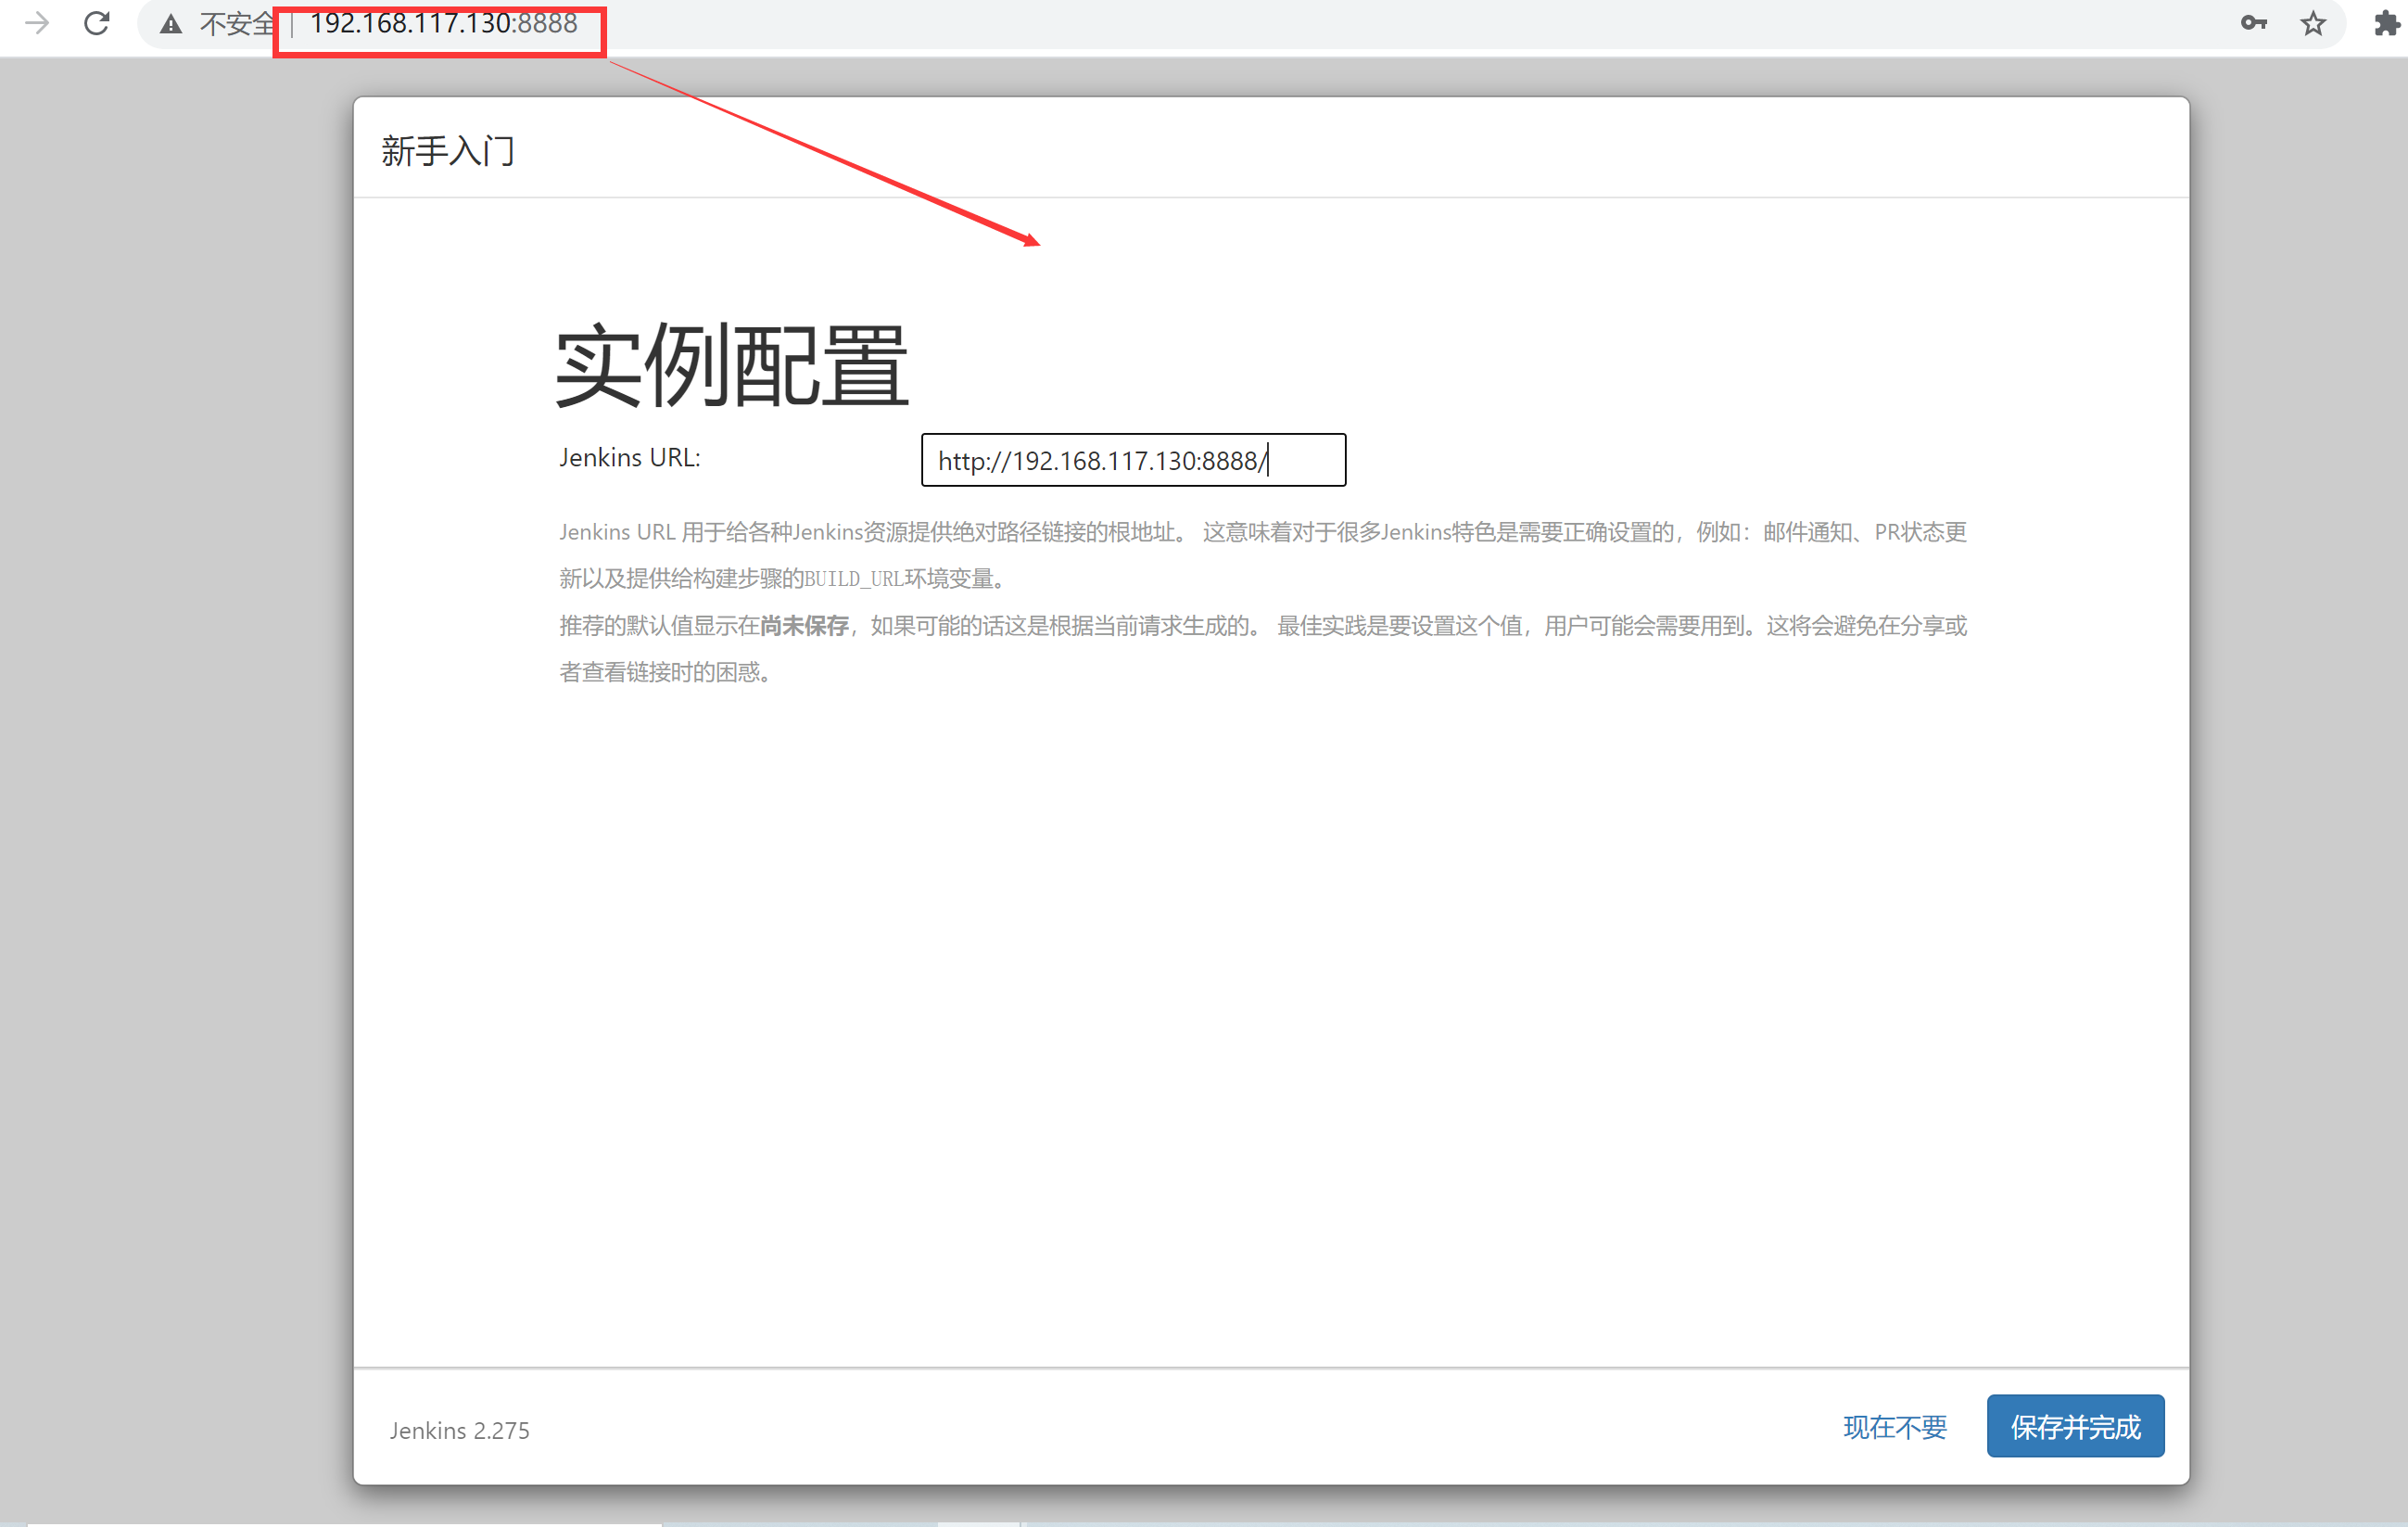 不安全 192.168.117.130:8888
新手入门
实例配置
Jenkins URL: http://192.168.117.130:8888/
Jenkins URL 用于给各种Jenkins资源提供绝对路径链接的根地址。 这意味着对于很多Jenkins特色是需要正确设置的，例如：邮件通知、PR状态更
新以及提供给构建步骤的BUILD_URL环境变量。
推荐的默认值显示在尚未保存，如果可能的话这是根据当前请求生成的。 最佳实践是要设置这个值，用户可能会需要用到。这将会避免在分享或
者查看链接时的困惑。
Jenkins 2.275 现在不要 保存并完成